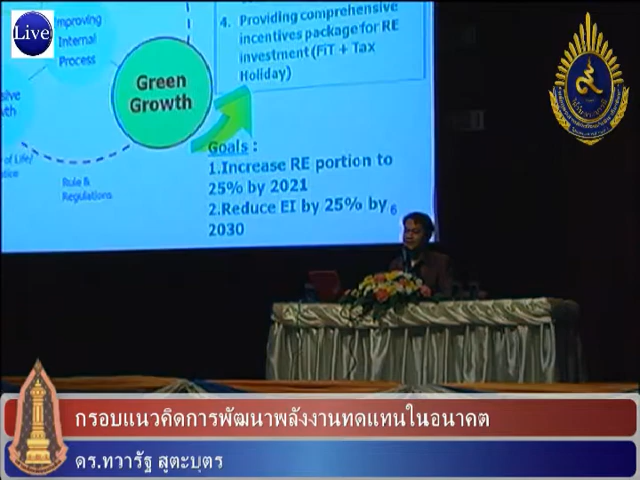 Live
Improving
Internal
Process
Green
Growth
4. Providing comprehensive
incentives package for RE
investment (FiT + Tax
Holiday)
Goals :
1.Increase RE portion to
25% by 2021
2.Reduce EI by 25% by
2030
6
Rule &
Regulations
of Life/
กรอบแนวคิดการพัฒนาพลังงานทดแทนในอนาคต
ดร.ทวารัฐ สูตะบุตร